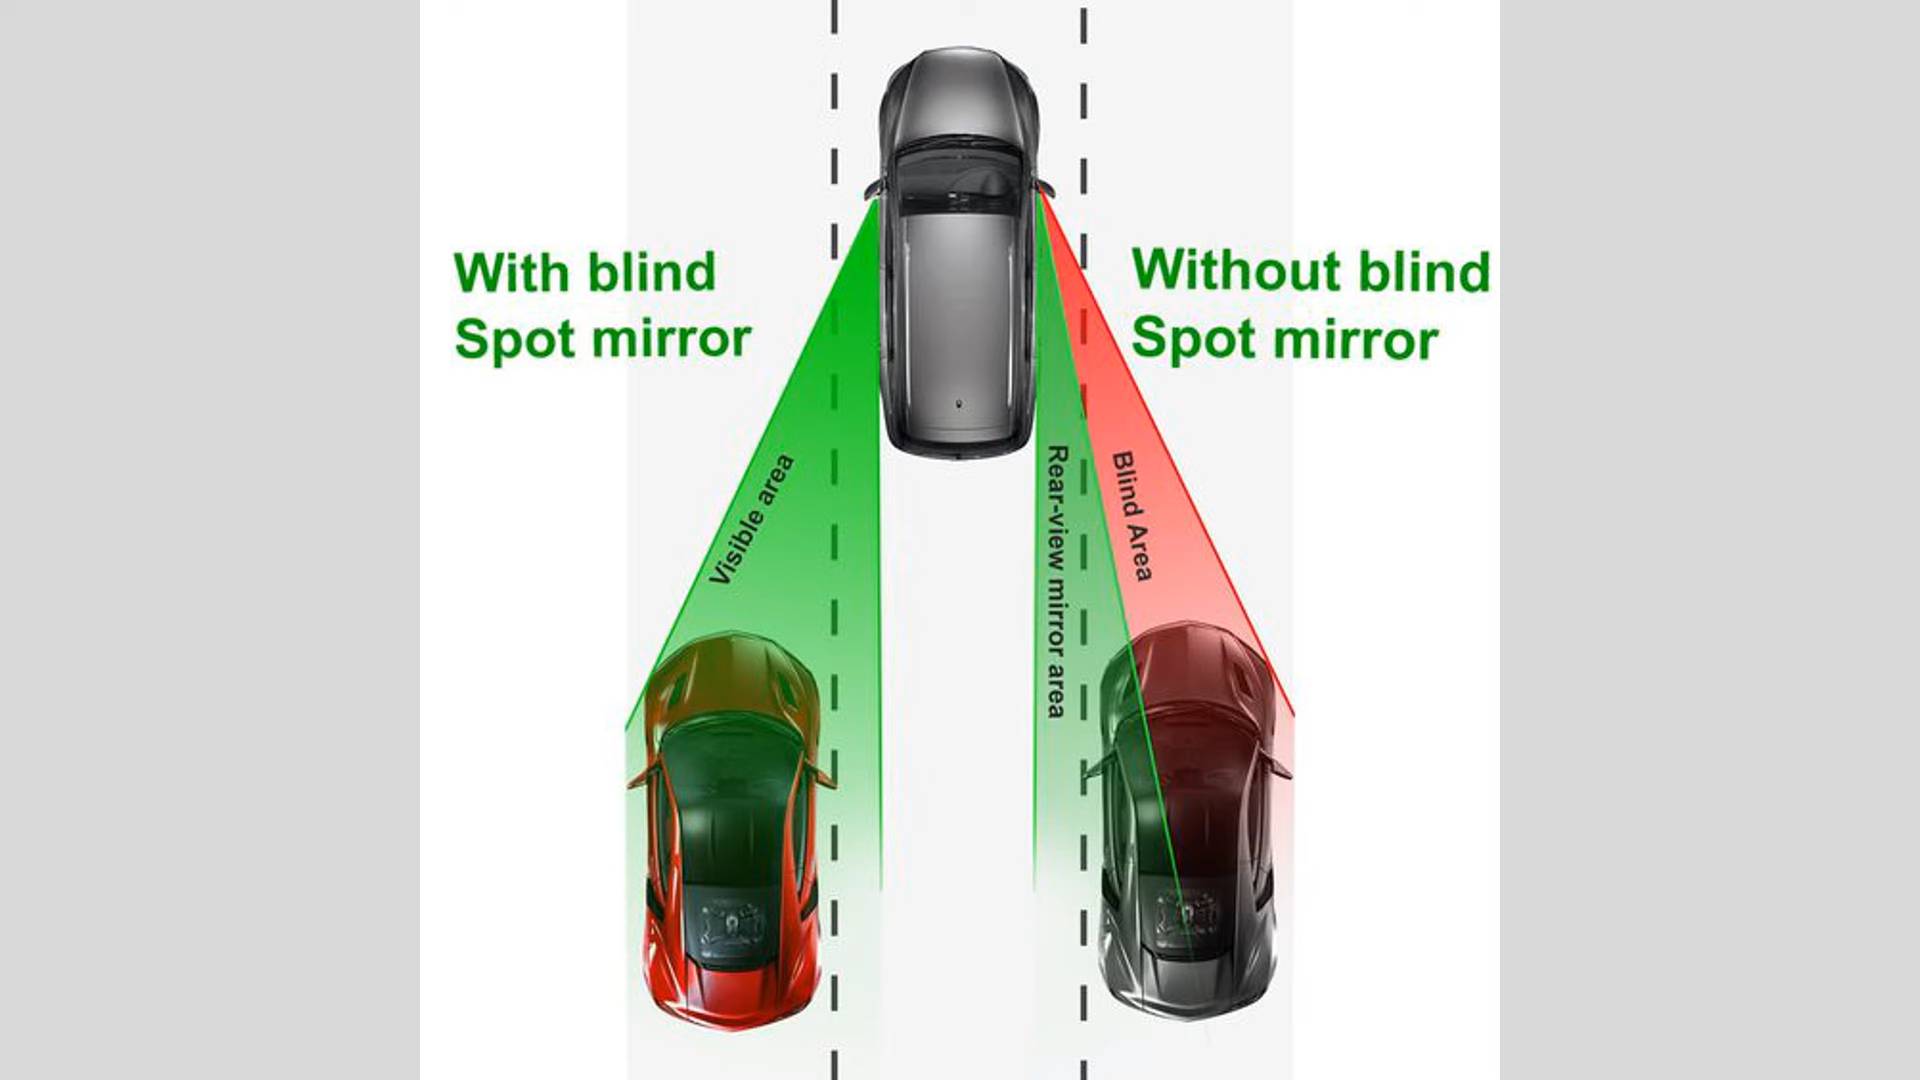 With blind
Spot mirror
Without blind
Spot mirror
Visible area
Rear-view mirror area
Blind Area